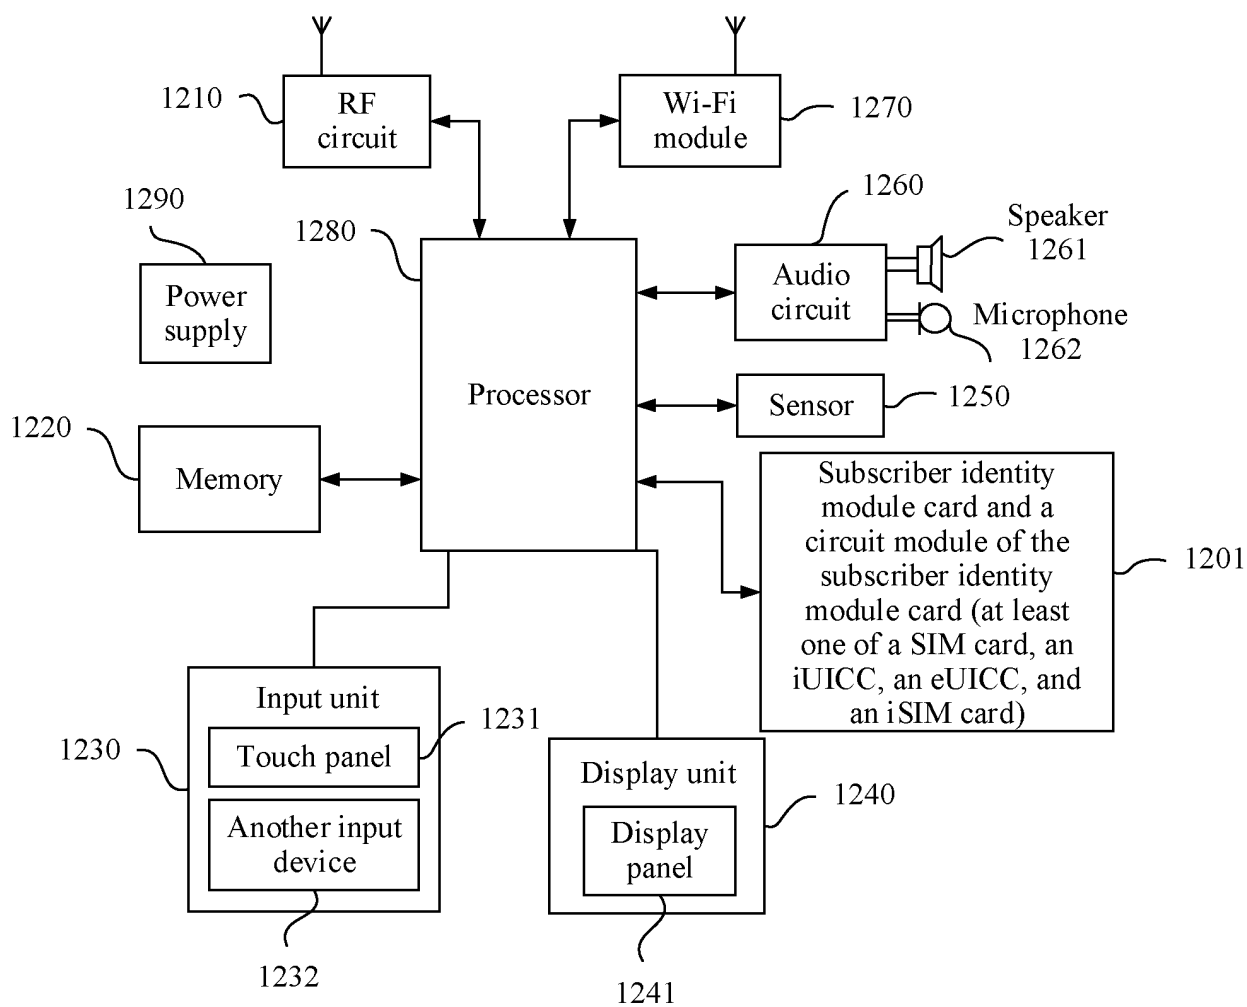 1210
RF
circuit
Wi-Fi
module
1270
1290
Power
supply
1280
Processor
1260
Audio
circuit
Speaker
1261
Microphone
1262
Sensor
1250
1220
Memory
Subscriber identity
module card and a
circuit module of the
subscriber identity
module card (at least
one of a SIM card, an
iUICC, an eUICC, and
an iSIM card)
1201
Input unit
1230
Touch panel
1231
Another input
device
1232
Display unit
1240
Display
panel
1241